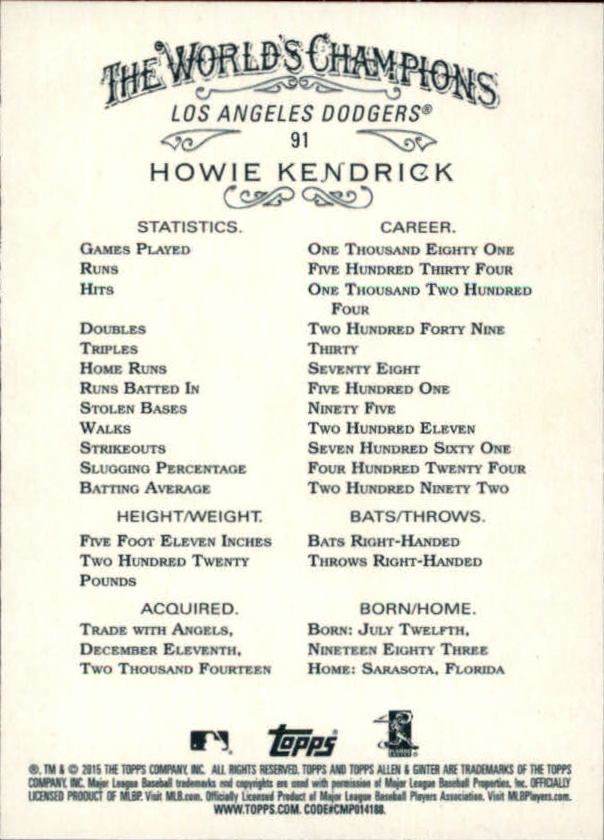 THE WORLD'S CHAMPIONS
LOS ANGELES DODGERS®
91
HOWIE KENDRICK
STATISTICS. CAREER.
GAMES PLAYED ONE THOUSAND EIGHTY ONE
RUNS FIVE HUNDRED THIRTY FOUR
HITS ONE THOUSAND TWO HUNDRED
FOUR
DOUBLES TWO HUNDRED FORTY NINE
TRIPLES THIRTY
HOME RUNS SEVENTY EIGHT
RUNS BATTED IN FIVE HUNDRED ONE
STOLEN BASES NINETY FIVE
WALKS TWO HUNDRED ELEVEN
STRIKEOUTS SEVEN HUNDRED SIXTY ONE
SLUGGING PERCENTAGE FOUR HUNDRED TWENTY FOUR
BATTING AVERAGE TWO HUNDRED NINETY TWO
HEIGHT/WEIGHT. BATS/THROWS.
FIVE FOOT ELEVEN INCHES BATS RIGHT-HANDED
TWO HUNDRED TWENTY THROWS RIGHT-HANDED
POUNDS
ACQUIRED. BORN/HOME.
TRADE WITH ANGELS, BORN: JULY TWELFTH,
DECEMBER ELEVENTH, NINETEEN EIGHTY THREE
TWO THOUSAND FOURTEEN HOME: SARASOTA, FLORIDA
topps
®, TM & © 2015 THE TOPPS COMPANY, INC. ALL RIGHTS RESERVED. TOPPS AND TOPPS ALLEN & GINTER ARE TRADEMARKS OF THE TOPPS
COMPANY, INC. Major League Baseball trademarks and copyrights are used with permission of Major League Baseball Properties, Inc. OFFICIALLY
LICENSED PRODUCT OF MLBP. Visit MLB.com. Officially Licensed Product of Major League Baseball Players Association. Visit MLBPlayers.com.
WWW.TOPPS.COM. CODE#CMP014188.